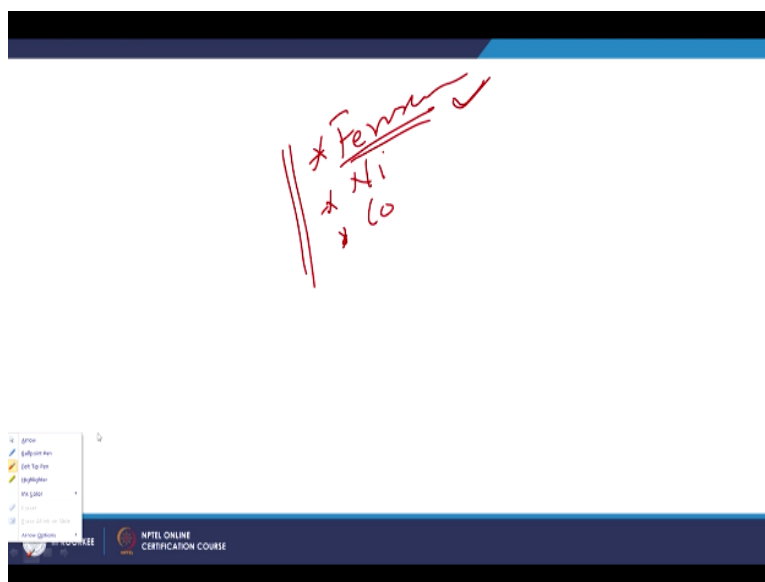 * Ferrous ✓
* Ni
* Co
Arrow
Ballpoint Pen
Felt Tip Pen
Highlighter
Ink Color
Eraser
Erase All Ink on Slide
Arrow Options
NPTEL ONLINE
CERTIFICATION COURSE